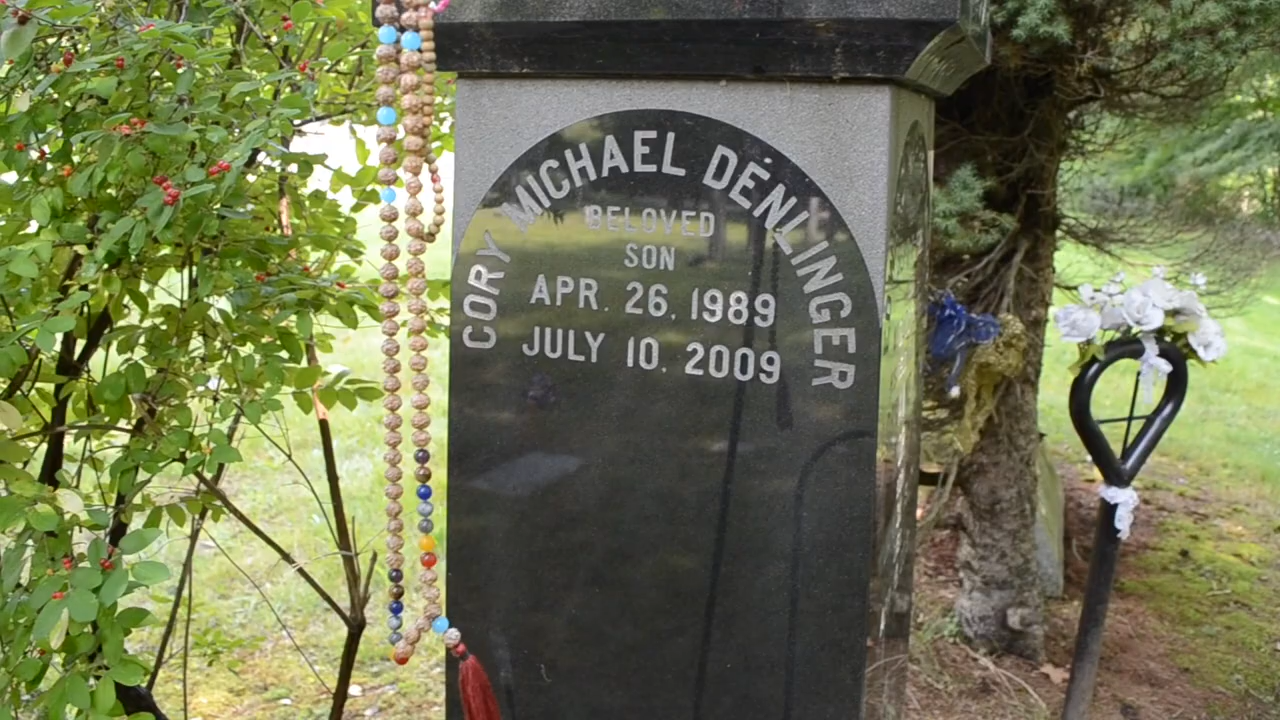 CORY MICHAEL DENLINGER
BELOVED
SON
APR. 26, 1989
JULY 10, 2009